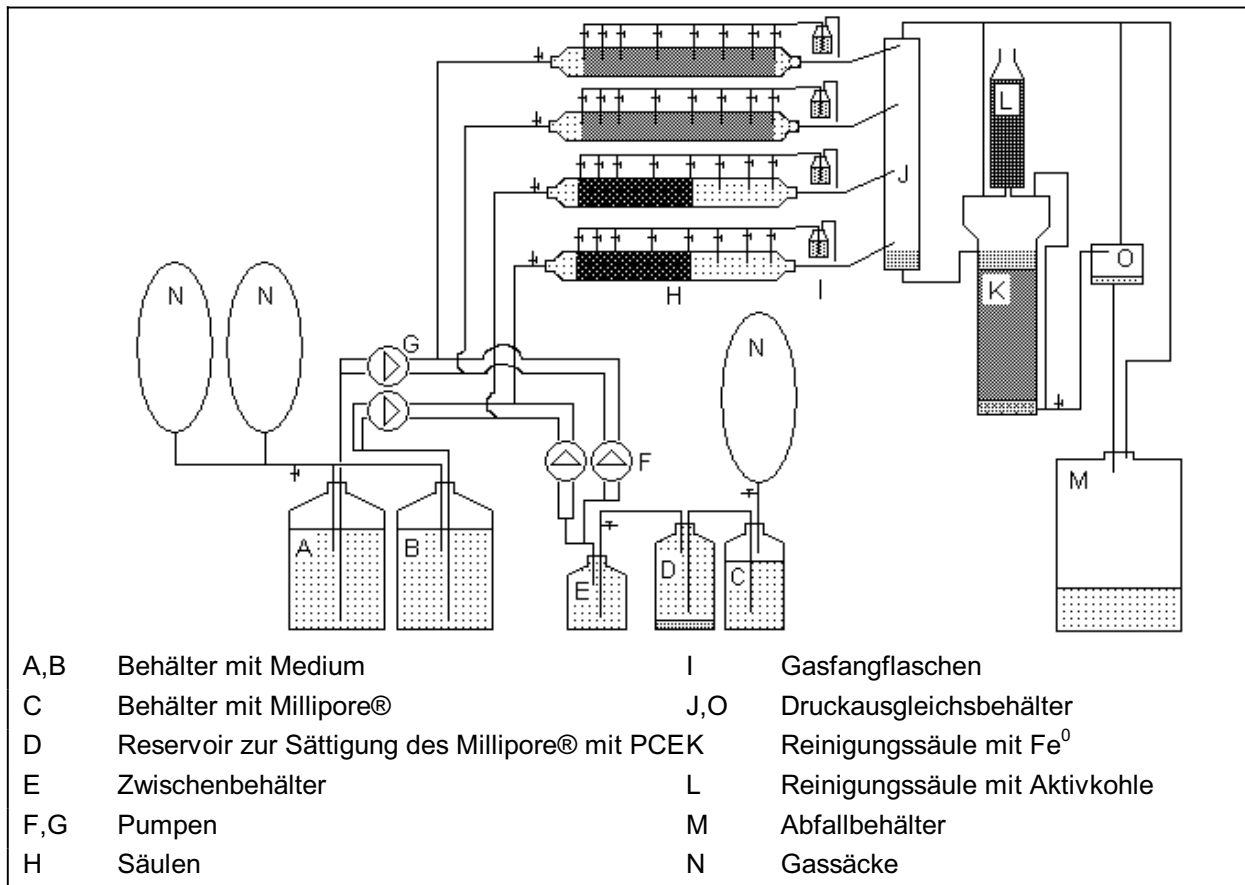 L
J
N
N
H
I
K
O
G
N
F
M
A
B
E
D
C
A,B Behälter mit Medium I Gasfangflaschen
C Behälter mit Millipore® J,O Druckausgleichsbehälter
D Reservoir zur Sättigung des Millipore® mit PCE K Reinigungssäule mit Fe⁰
E Zwischenbehälter L Reinigungssäule mit Aktivkohle
F,G Pumpen M Abfallbehälter
H Säulen N Gassäcke